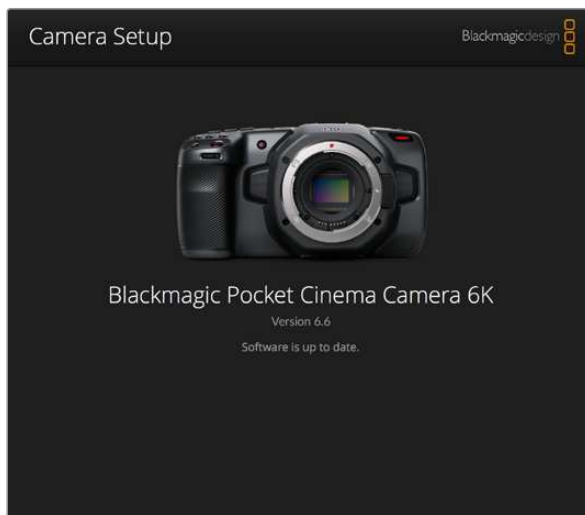 Camera Setup
Blackmagicdesign
Blackmagic Pocket Cinema Camera 6K
Version 6.6
Software is up to date.